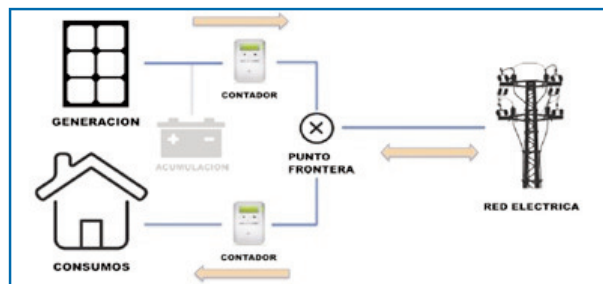 GENERACION
CONTADOR
ACUMULACION
PUNTO
FRONTERA
RED ELECTRICA
CONSUMOS
CONTADOR